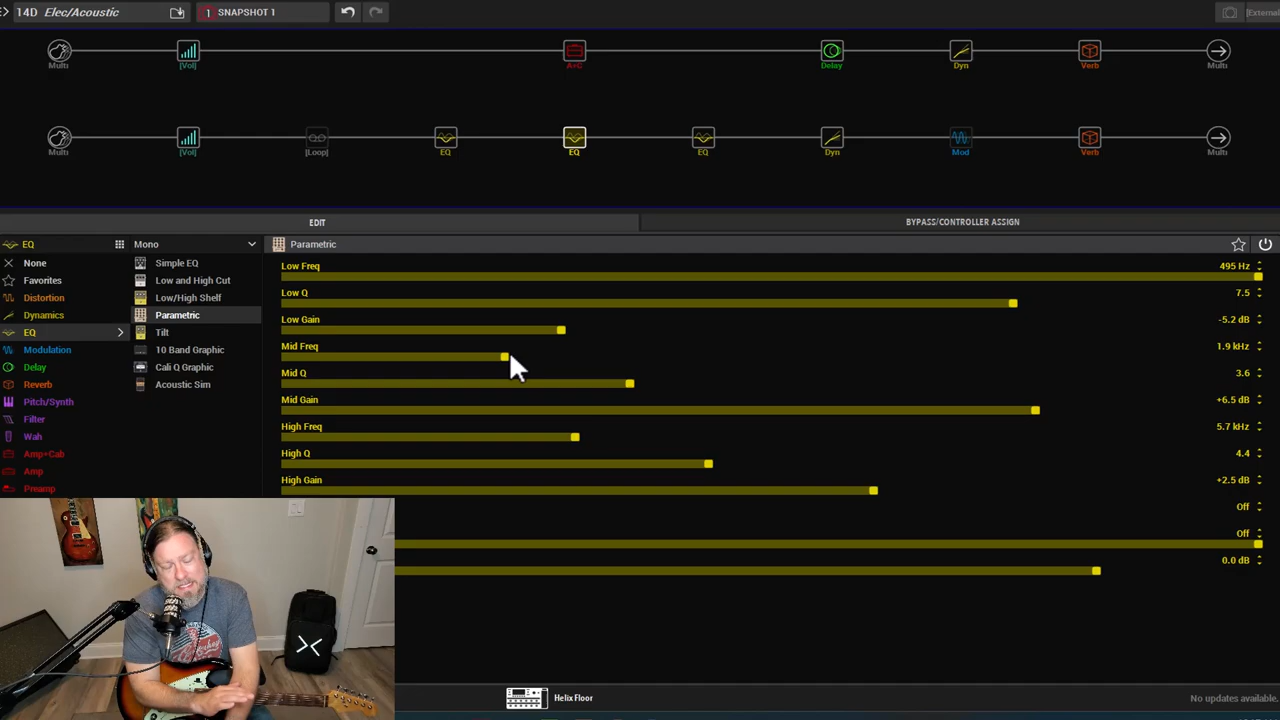 14D Elec/Acoustic
1 SNAPSHOT 1
[External
Multi
[Vol]
A+C
Delay
Dyn
Verb
Multi
Multi
[Vol]
[Loop]
EQ
EQ
EQ
Dyn
Mod
Verb
Multi
EDIT
BYPASS/CONTROLLER ASSIGN
EQ
Mono
Parametric
None
Favorites
Distortion
Dynamics
EQ
Modulation
Delay
Reverb
Pitch/Synth
Filter
Wah
Amp+Cab
Amp
Preamp
Simple EQ
Low and High Cut
Low/High Shelf
Parametric
Tilt
10 Band Graphic
Cali Q Graphic
Acoustic Sim
Low Freq 495 Hz
Low Q 7.5
Low Gain -5.2 dB
Mid Freq 1.9 kHz
Mid Q 3.6
Mid Gain +6.5 dB
High Freq 5.7 kHz
High Q 4.4
High Gain +2.5 dB
Off
Off
0.0 dB
Helix Floor
No updates available.